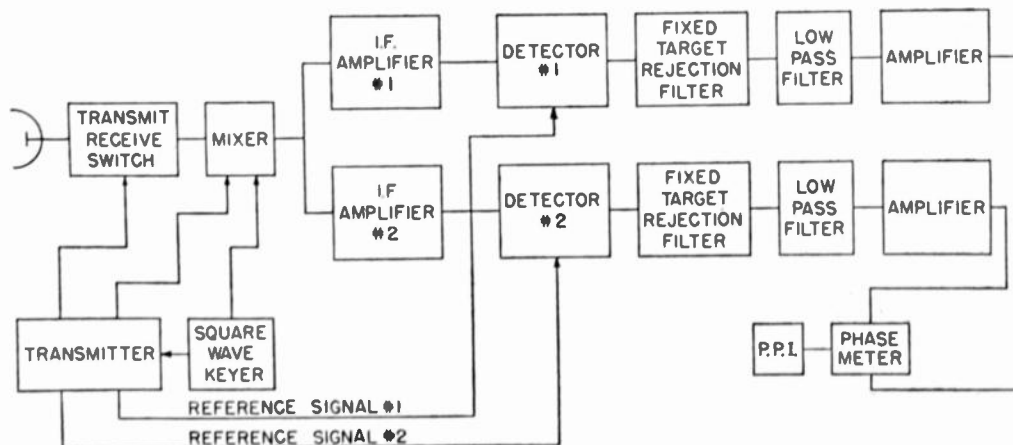 I.F.
AMPLIFIER
#1
DETECTOR
#1
FIXED
TARGET
REJECTION
FILTER
LOW
PASS
FILTER
AMPLIFIER
TRANSMIT
RECEIVE
SWITCH
MIXER
I.F
AMPLIFIER
#2
DETECTOR
#2
FIXED
TARGET
REJECTION
FILTER
LOW
PASS
FILTER
AMPLIFIER
TRANSMITTER
SQUARE
WAVE
KEYER
P.P.I.
PHASE
METER
REFERENCE SIGNAL #1
REFERENCE SIGNAL #2